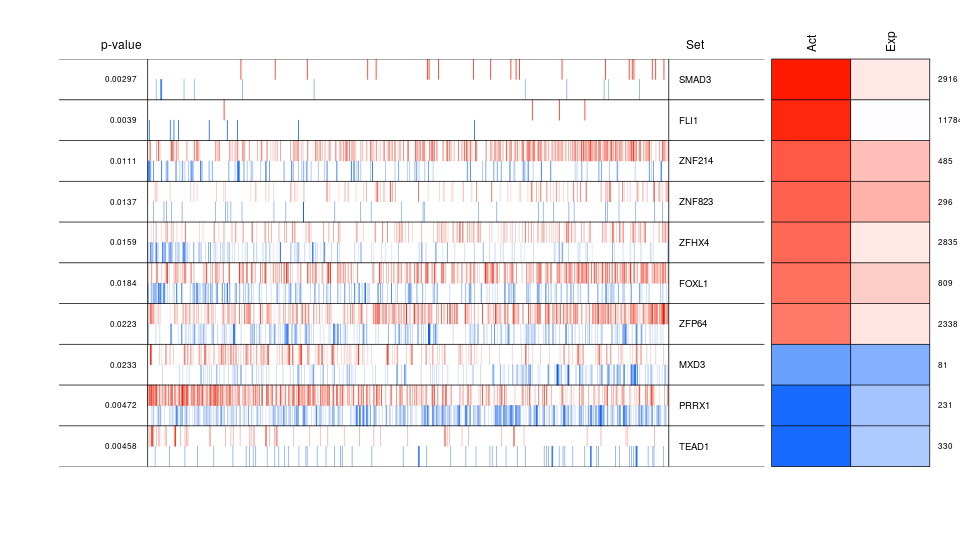 p-value Set Act Exp
0.00297 SMAD3 2916
0.0039 FLI1 11784
0.0111 ZNF214 485
0.0137 ZNF823 296
0.0159 ZFHX4 2835
0.0184 FOXL1 809
0.0223 ZFP64 2338
0.0233 MXD3 81
0.00472 PRRX1 231
0.00458 TEAD1 330